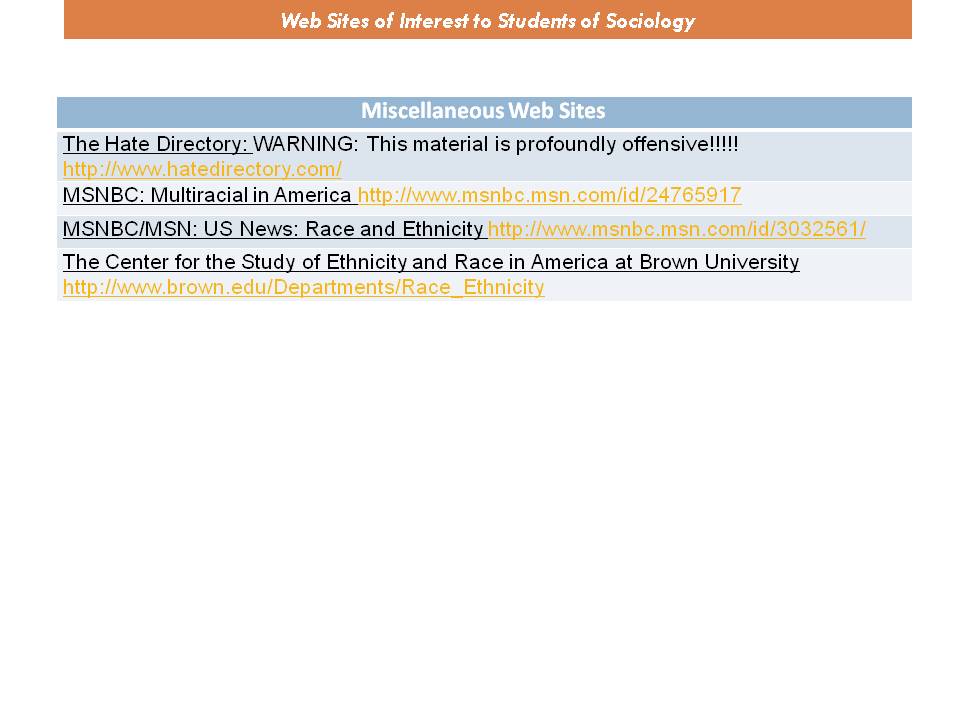 Web Sites of Interest to Students of Sociology
Miscellaneous Web Sites
The Hate Directory: WARNING: This material is profoundly offensive!!!!!
http://www.hatedirectory.com/
MSNBC: Multiracial in America http://www.msnbc.msn.com/id/24765917
MSNBC/MSN: US News: Race and Ethnicity http://www.msnbc.msn.com/id/3032561/
The Center for the Study of Ethnicity and Race in America at Brown University
http://www.brown.edu/Departments/Race_Ethnicity